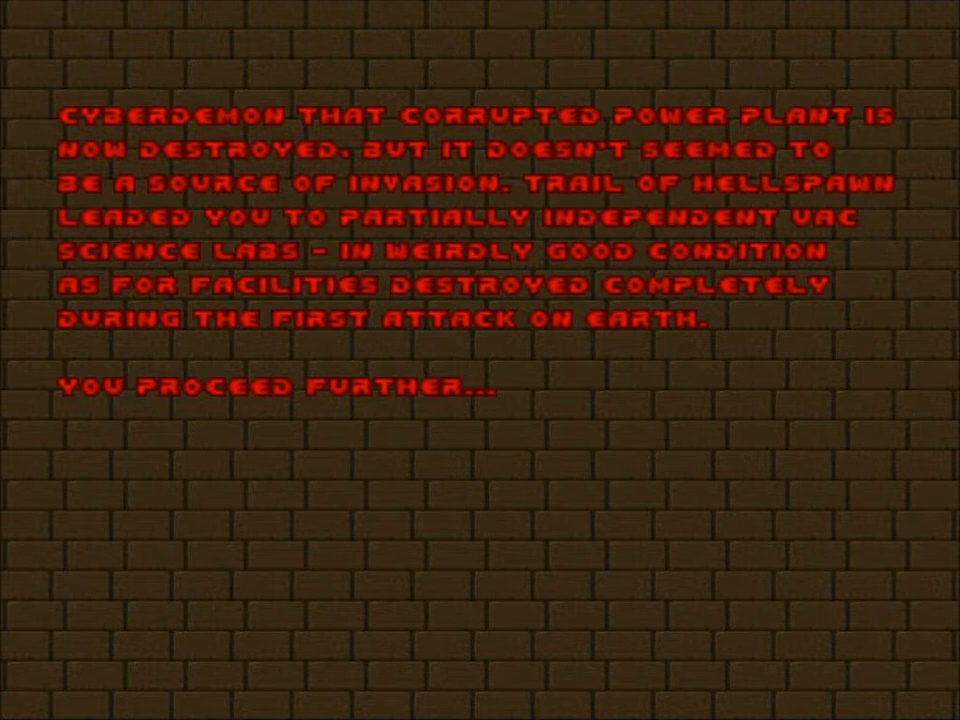 CYBERDEMON THAT CORRUPTED POWER PLANT IS
NOW DESTROYED, BUT IT DOESN'T SEEMED TO
BE A SOURCE OF INVASION. TRAIL OF HELLSPAWN
LEADED YOU TO PARTIALLY INDEPENDENT UAC
SCIENCE LABS - IN WEIRDLY GOOD CONDITION
AS FOR FACILITIES DESTROYED COMPLETELY
DURING THE FIRST ATTACK ON EARTH.
YOU PROCEED FURTHER...